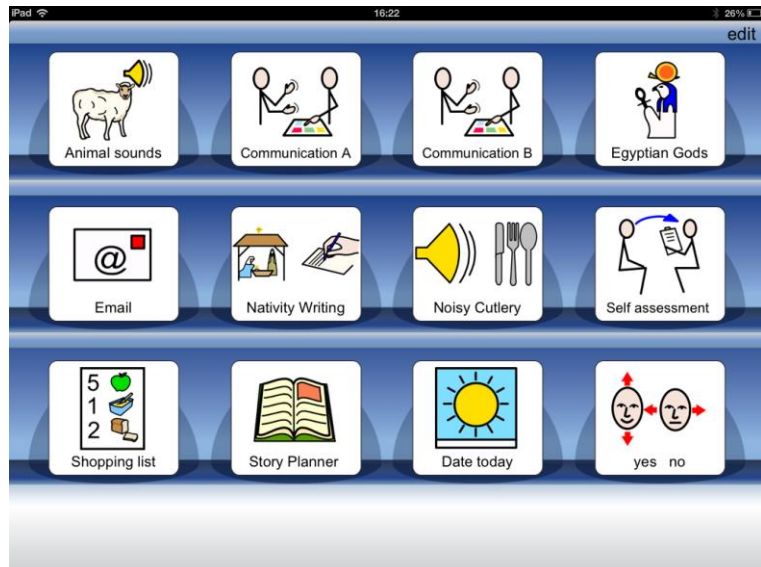 iPad 16:22 26%
edit
Animal sounds Communication A Communication B Egyptian Gods
@
Email Nativity Writing Noisy Cutlery Self assessment
5
1
2
Shopping list Story Planner Date today yes no